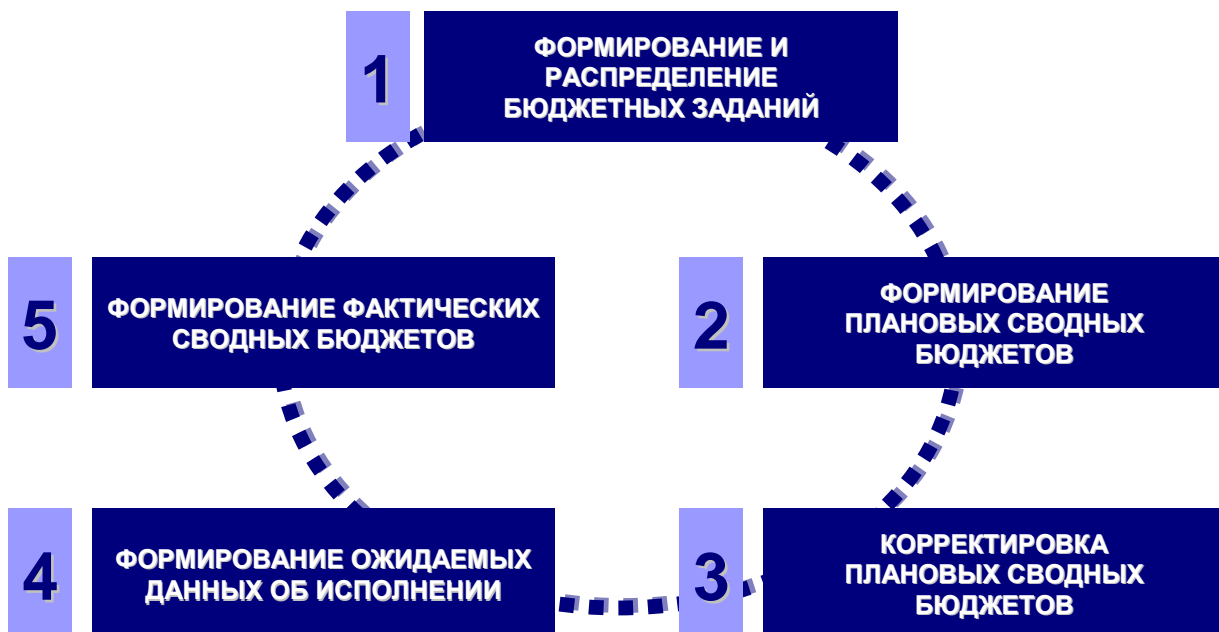 1
ФОРМИРОВАНИЕ И
РАСПРЕДЕЛЕНИЕ
БЮДЖЕТНЫХ ЗАДАНИЙ
2
ФОРМИРОВАНИЕ
ПЛАНОВЫХ СВОДНЫХ
БЮДЖЕТОВ
3
КОРРЕКТИРОВКА
ПЛАНОВЫХ СВОДНЫХ
БЮДЖЕТОВ
4
ФОРМИРОВАНИЕ ОЖИДАЕМЫХ
ДАННЫХ ОБ ИСПОЛНЕНИИ
5
ФОРМИРОВАНИЕ ФАКТИЧЕСКИХ
СВОДНЫХ БЮДЖЕТОВ